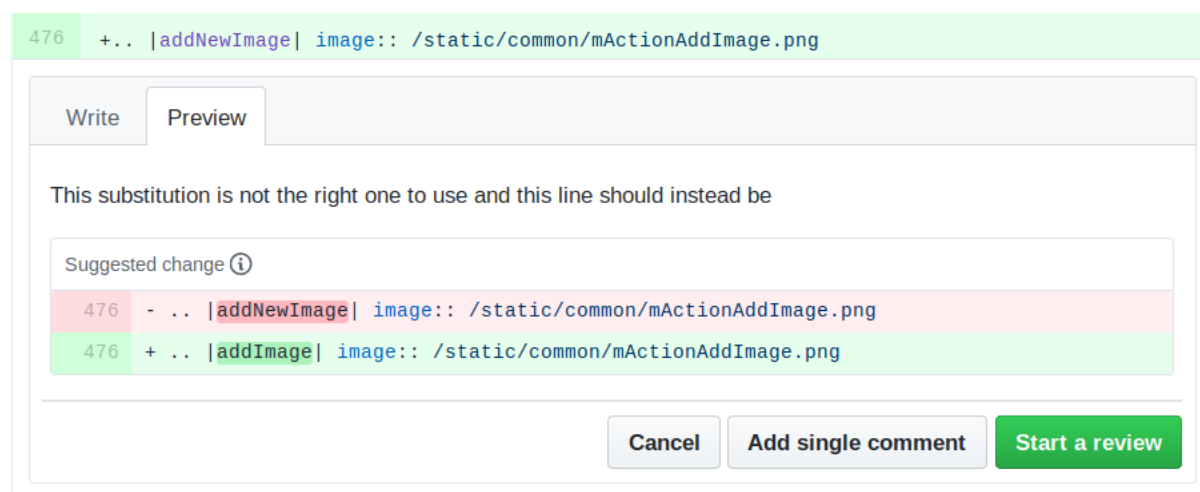 476 +.. |addNewImage| image:: /static/common/mActionAddImage.png
Write Preview
This substitution is not the right one to use and this line should instead be
Suggested change
476 - .. |addNewImage| image:: /static/common/mActionAddImage.png
476 + .. |addImage| image:: /static/common/mActionAddImage.png
Cancel Add single comment Start a review